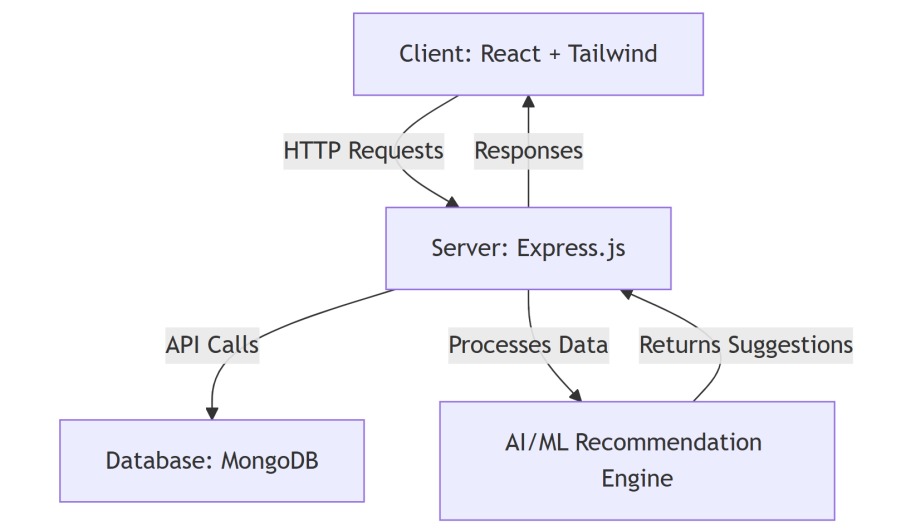 Client: React + Tailwind
HTTP Requests
Responses
Server: Express.js
API Calls
Processes Data
Returns Suggestions
Database: MongoDB
AI/ML Recommendation
Engine